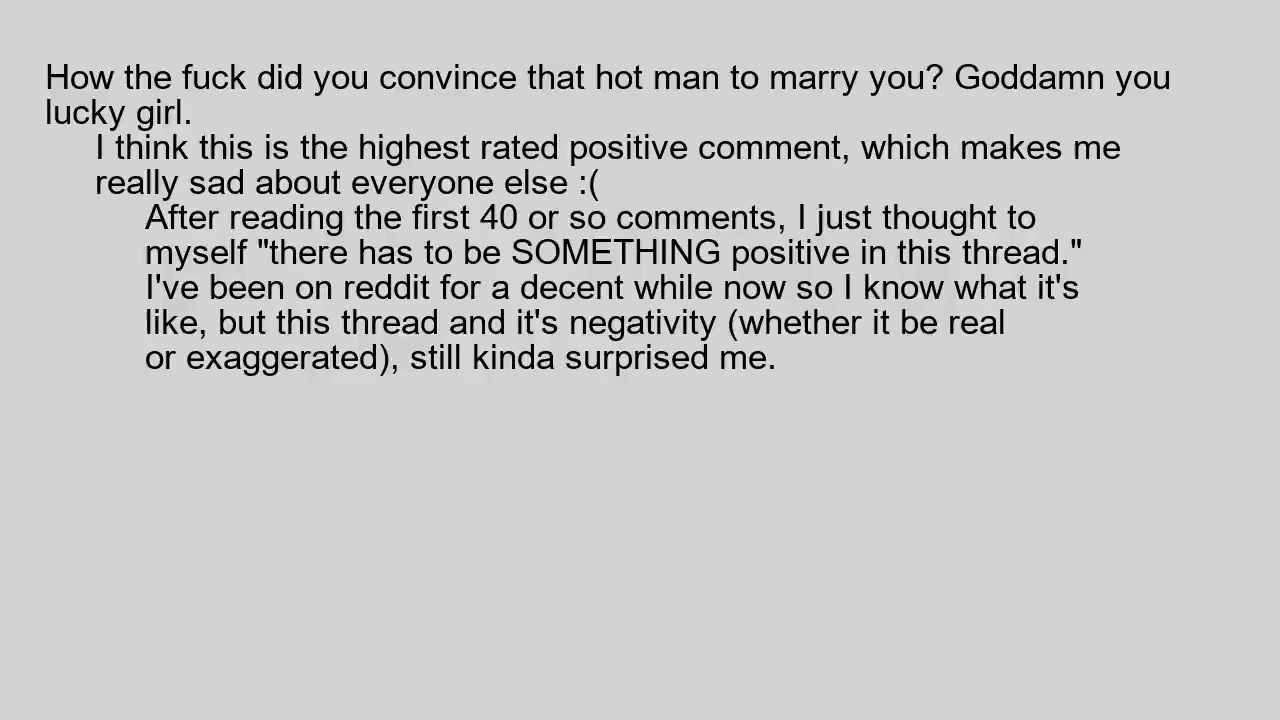 How the fuck did you convince that hot man to marry you? Goddamn you
lucky girl.
I think this is the highest rated positive comment, which makes me
really sad about everyone else :(
After reading the first 40 or so comments, I just thought to
myself "there has to be SOMETHING positive in this thread."
I've been on reddit for a decent while now so I know what it's
like, but this thread and it's negativity (whether it be real
or exaggerated), still kinda surprised me.